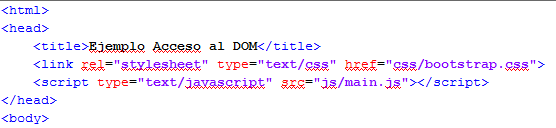 <html>
<head>
<title>Ejemplo Acceso al DOM</title>
<link rel="stylesheet" type="text/css" href="css/bootstrap.css">
<script type="text/javascript" src="js/main.js"></script>
</head>
<body>